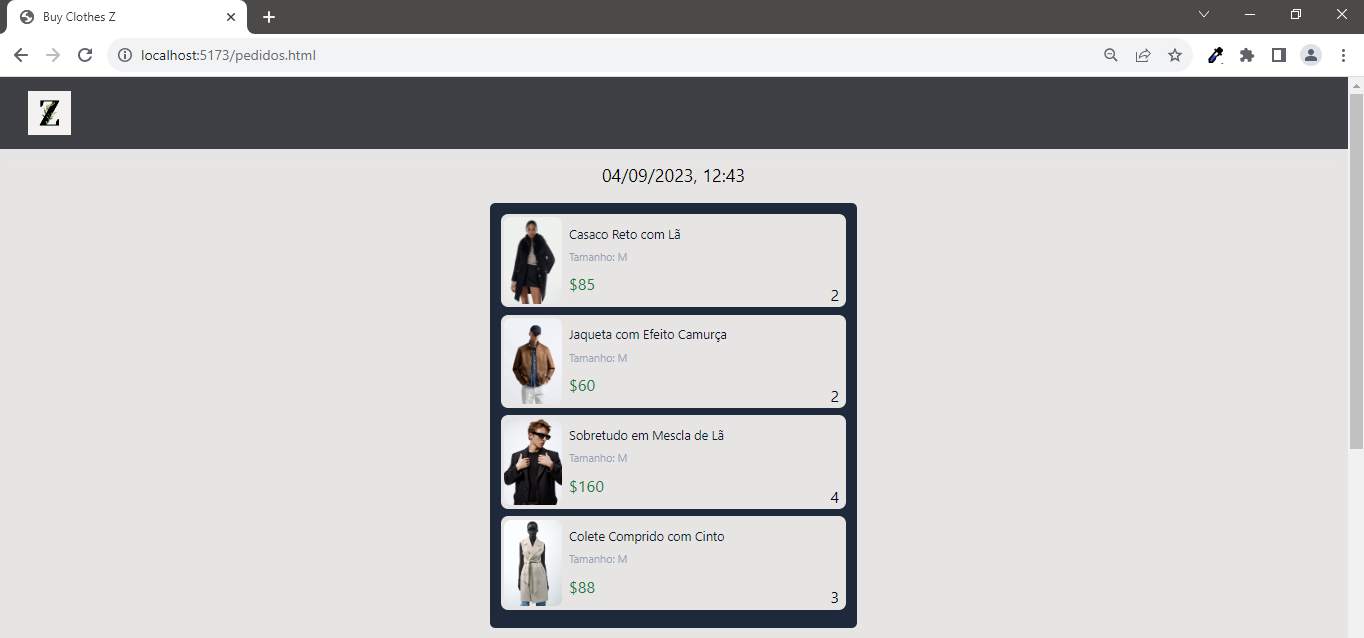 Buy Clothes Z
localhost:5173/pedidos.html
Z
04/09/2023, 12:43
Casaco Reto com Lã
Tamanho: M
$85
2
Jaqueta com Efeito Camurça
Tamanho: M
$60
2
Sobretudo em Mescla de Lã
Tamanho: M
$160
4
Colete Comprido com Cinto
Tamanho: M
$88
3